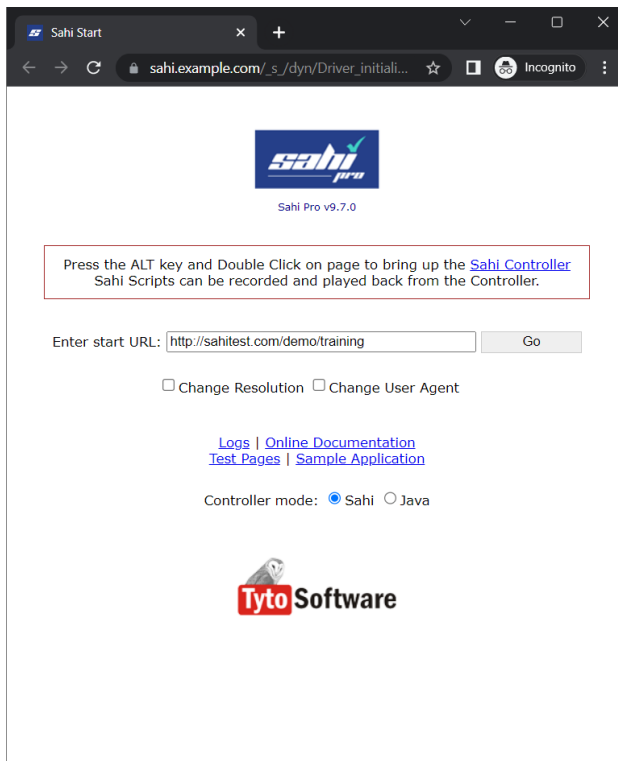 Sahi Start
sahi.example.com/_s_/dyn/Driver_initiali...
Incognito
sahi
pro
Sahi Pro v9.7.0
Press the ALT key and Double Click on page to bring up the Sahi Controller
Sahi Scripts can be recorded and played back from the Controller.
Enter start URL: http://sahitest.com/demo/training Go
Change Resolution Change User Agent
Logs | Online Documentation
Test Pages | Sample Application
Controller mode: Sahi Java
Tyto Software